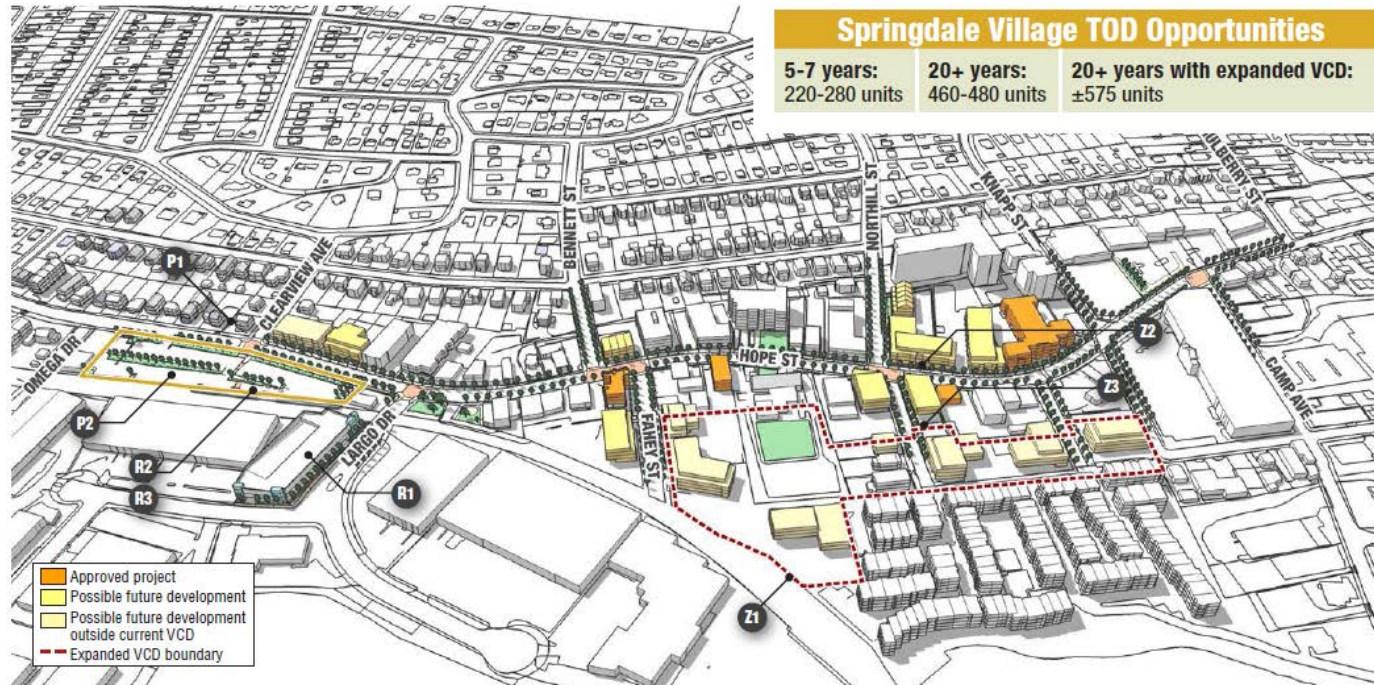 Springdale Village TOD Opportunities
5-7 years:
220-280 units
20+ years:
460-480 units
20+ years with expanded VCD:
±575 units
P1
CLEARVIEW AVE
BENNETT ST
NORTHILL ST
KNAPP ST
OMEGA DR
HOPE ST
Z2
CAMP AVE
Z3
P2
LARGO DR
FAHEY ST
R2
R3
R1
Z1
Approved project
Possible future development
Possible future development
outside current VCD
Expanded VCD boundary